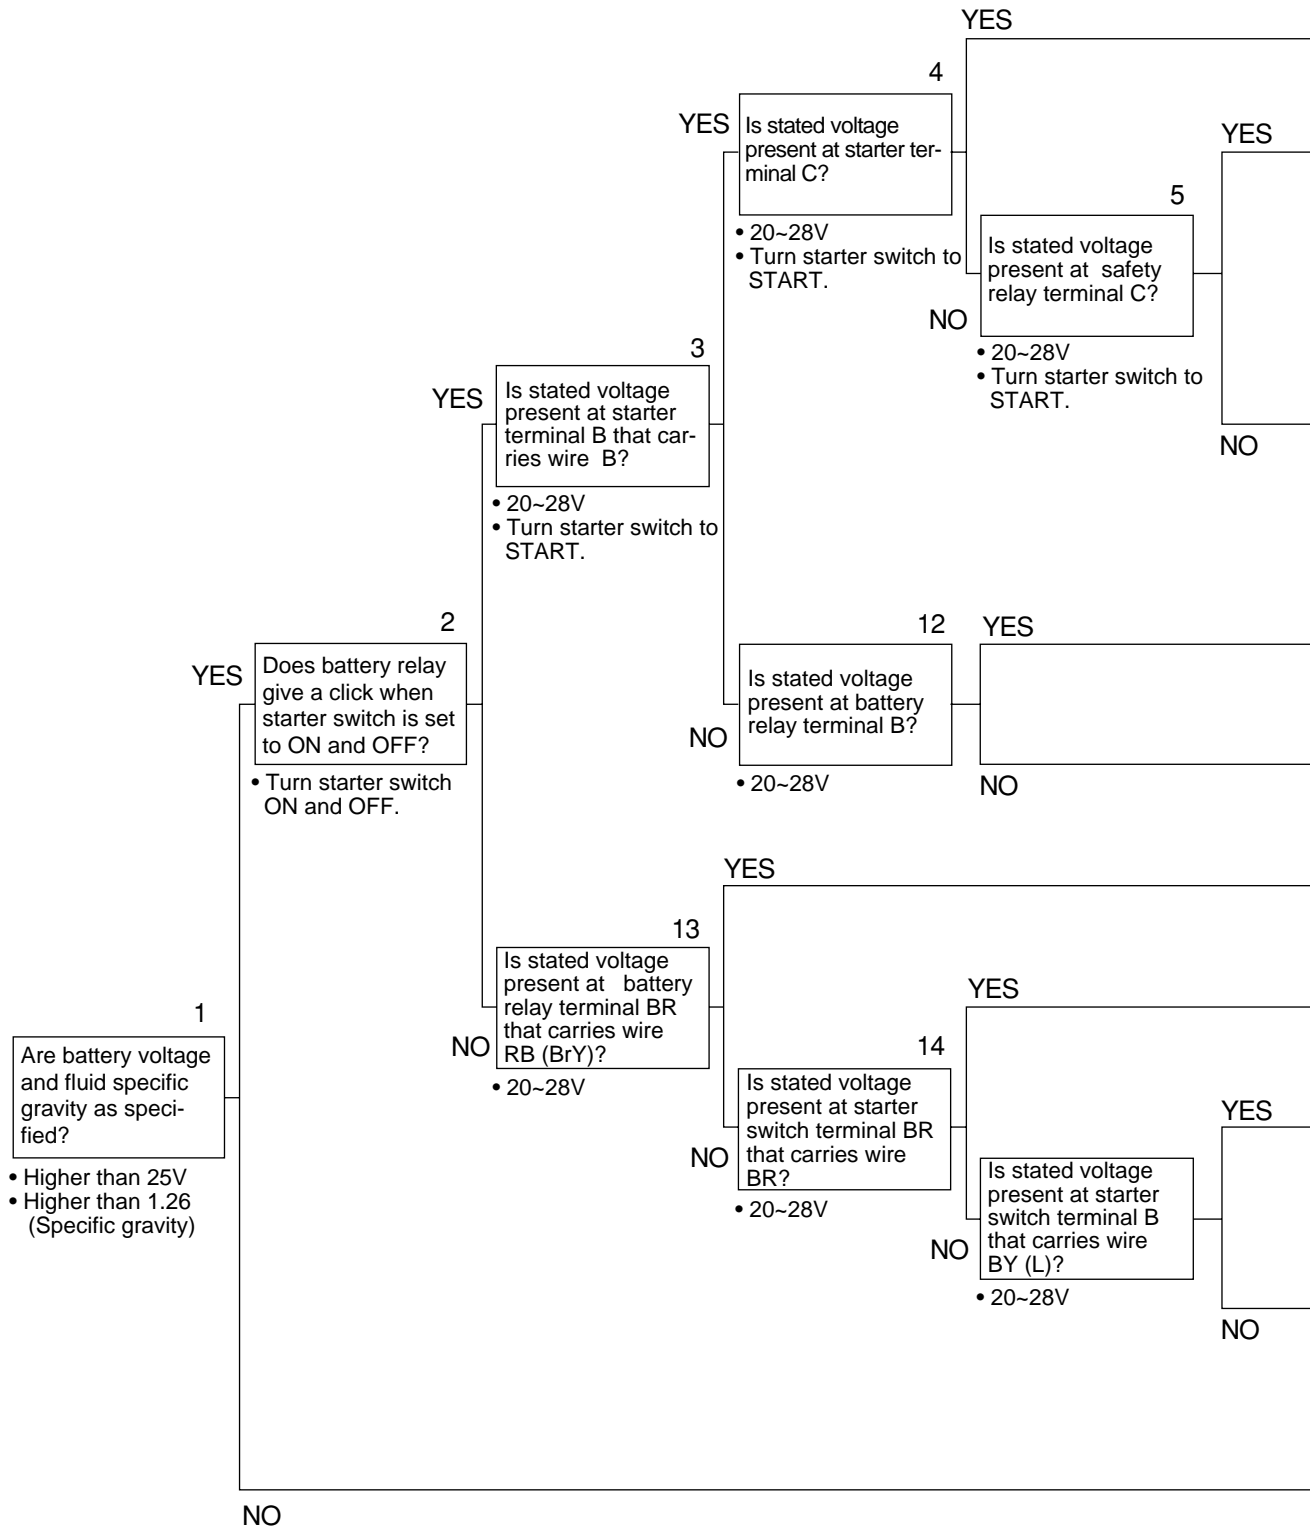 YES
4
YES
Is stated voltage
present at starter ter-
minal C?
• 20~28V
• Turn starter switch to
START.
YES
5
Is stated voltage
present at safety
relay terminal C?
NO
• 20~28V
• Turn starter switch to
START.
NO
3
YES
Is stated voltage
present at starter
terminal B that car-
ries wire B?
• 20~28V
• Turn starter switch to
START.
2
YES
Does battery relay
give a click when
starter switch is set
to ON and OFF?
• Turn starter switch
ON and OFF.
12
YES
Is stated voltage
present at battery
relay terminal B?
NO
• 20~28V
NO
YES
13
Is stated voltage
present at battery
relay terminal BR
that carries wire
RB (BrY)?
NO
• 20~28V
YES
14
Is stated voltage
present at starter
switch terminal BR
that carries wire
BR?
NO
• 20~28V
YES
Is stated voltage
present at starter
switch terminal B
that carries wire
BY (L)?
NO
• 20~28V
NO
1
Are battery voltage
and fluid specific
gravity as speci-
fied?
• Higher than 25V
• Higher than 1.26
(Specific gravity)
NO